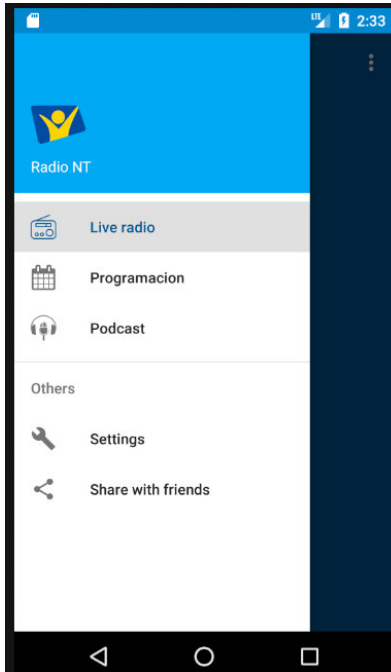 LTE 2:33
Radio NT
Live radio
Programacion
Podcast
Others
Settings
Share with friends